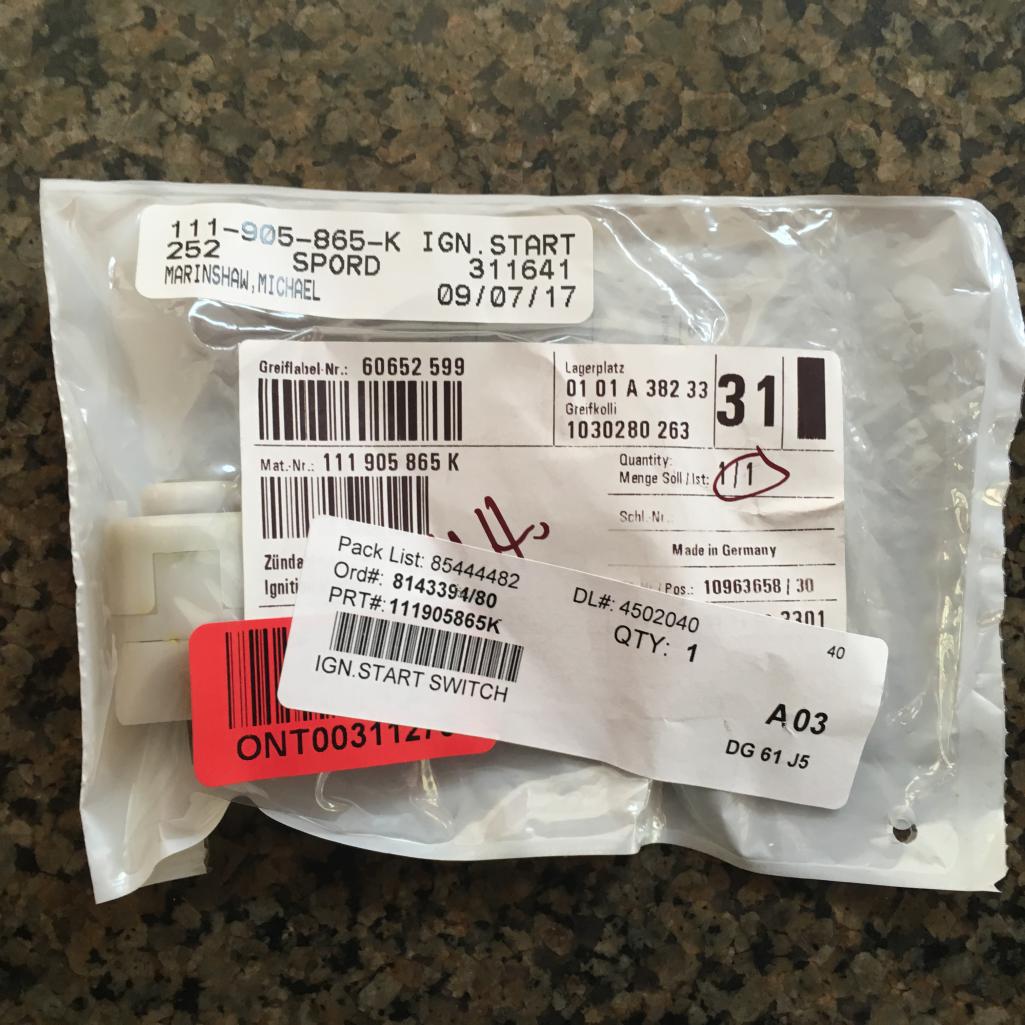 111-905-865-K IGN.START
252 SPORD 311641
MARINSHAW,MICHAEL 09/07/17
Greiflabel-Nr.: 60652 599
Lagerplatz
01 01 A 382 33
31
Greifkolli
1030280 263
Mat.-Nr.: 111 905 865 K
Quantity:
Menge Soll / Ist: 1/1
Schl.-Nr.:
Made in Germany
Pos.: 10963658 / 30
3301
Pack List: 85444482
Ord#: 8143394/80
PRT#: 111905865K
IGN.START SWITCH
DL#: 4502040
QTY: 1
40
A03
DG 61 J5